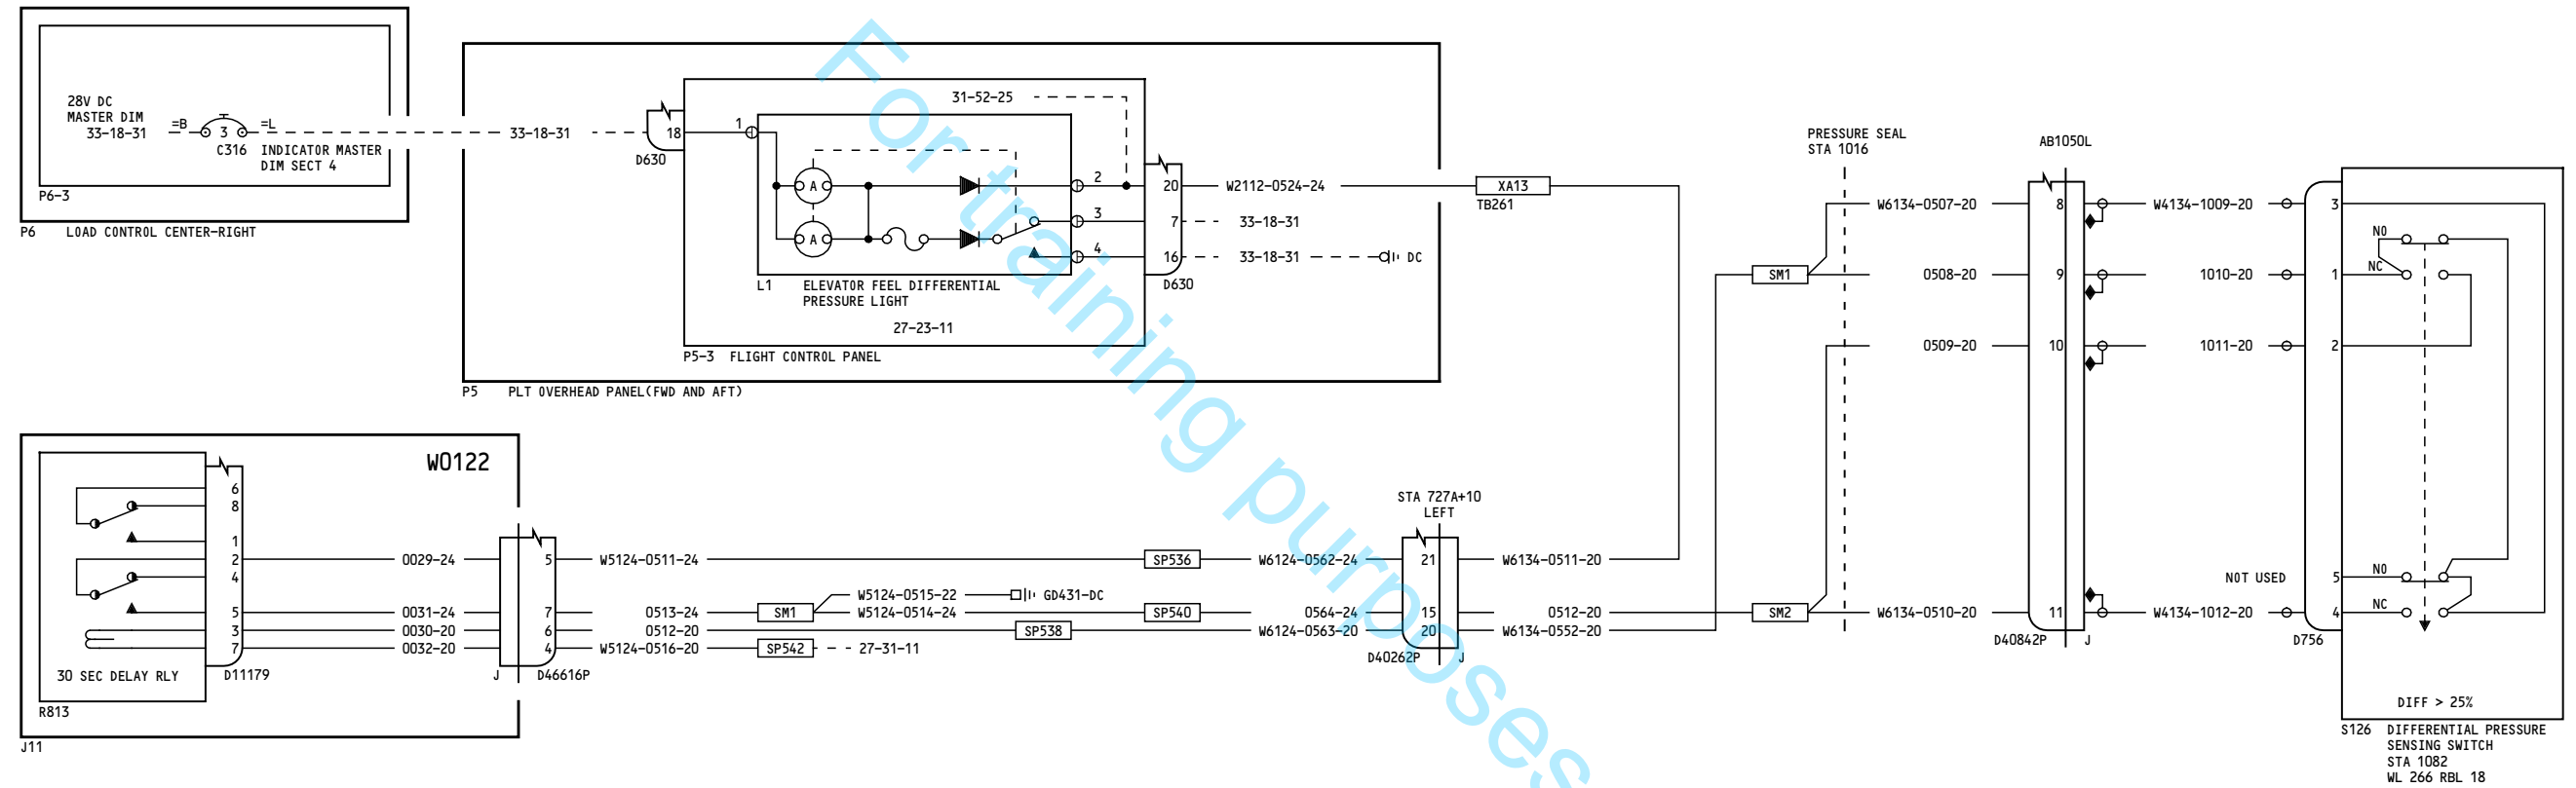 28V DC
MASTER DIM
33-18-31
=B
3
=L
C316
INDICATOR MASTER
DIM SECT 4
P6-3
P6 LOAD CONTROL CENTER-RIGHT
33-18-31
18
D630
1
31-52-25
A
A
2
3
4
20
7
16
D630
W2112-0524-24
33-18-31
33-18-31
DC
L1 ELEVATOR FEEL DIFFERENTIAL
PRESSURE LIGHT
27-23-11
P5-3 FLIGHT CONTROL PANEL
P5 PLT OVERHEAD PANEL(FWD AND AFT)
XA13
TB261
PRESSURE SEAL
STA 1016
AB1050L
W6134-0507-20
8
W4134-1009-20
3
SM1
0508-20
9
1010-20
1
0509-20
10
1011-20
2
NO
NC
W0122
6
8
1
2
4
5
3
7
30 SEC DELAY RLY
D11179
R813
J11
0029-24
0031-24
0030-20
0032-20
J
5
7
6
4
D46616P
W5124-0511-24
0513-24
0512-20
W5124-0516-20
SM1
W5124-0515-22
GD431-DC
W5124-0514-24
SP542
27-31-11
SP538
SP536
SP540
W6124-0562-24
0564-24
W6124-0563-20
STA 727A+10
LEFT
21
15
20
D40262P
J
W6134-0511-20
0512-20
W6134-0552-20
SM2
W6134-0510-20
11
D40842P
J
W4134-1012-20
NOT USED
5
4
D756
NO
NC
DIFF > 25%
S126 DIFFERENTIAL PRESSURE
SENSING SWITCH
STA 1082
WL 266 RBL 18
For training purposes